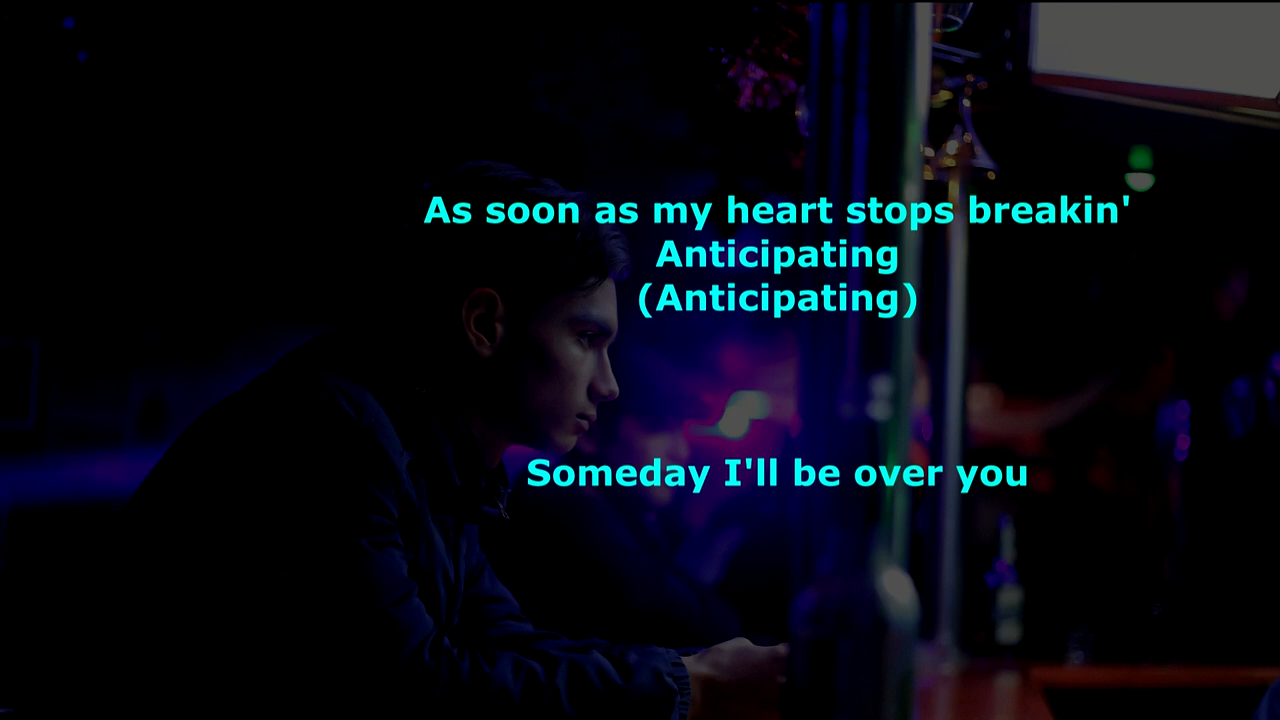 As soon as my heart stops breakin'
Anticipating
(Anticipating)
Someday I'll be over you